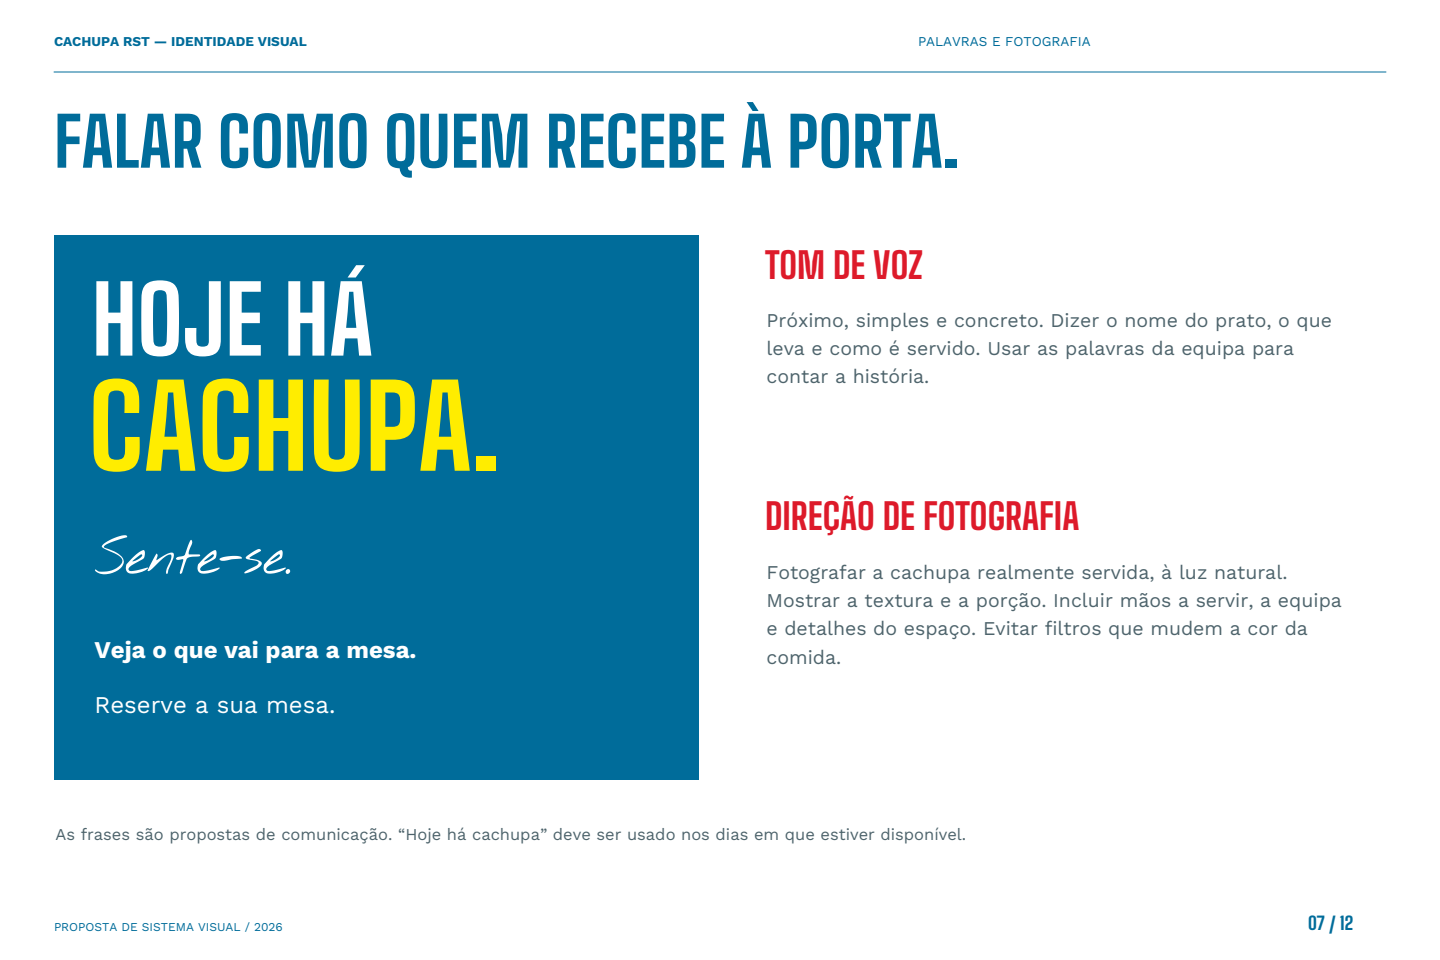 CACHUPA RST — IDENTIDADE VISUAL
PALAVRAS E FOTOGRAFIA
FALAR COMO QUEM RECEBE À PORTA.
HOJE HÁ
CACHUPA.
Sente-se.
Veja o que vai para a mesa.
Reserve a sua mesa.
TOM DE VOZ
Próximo, simples e concreto. Dizer o nome do prato, o que
leva e como é servido. Usar as palavras da equipa para
contar a história.
DIREÇÃO DE FOTOGRAFIA
Fotografar a cachupa realmente servida, à luz natural.
Mostrar a textura e a porção. Incluir mãos a servir, a equipa
e detalhes do espaço. Evitar filtros que mudem a cor da
comida.
As frases são propostas de comunicação. “Hoje há cachupa” deve ser usado nos dias em que estiver disponível.
PROPOSTA DE SISTEMA VISUAL / 2026
07 / 12